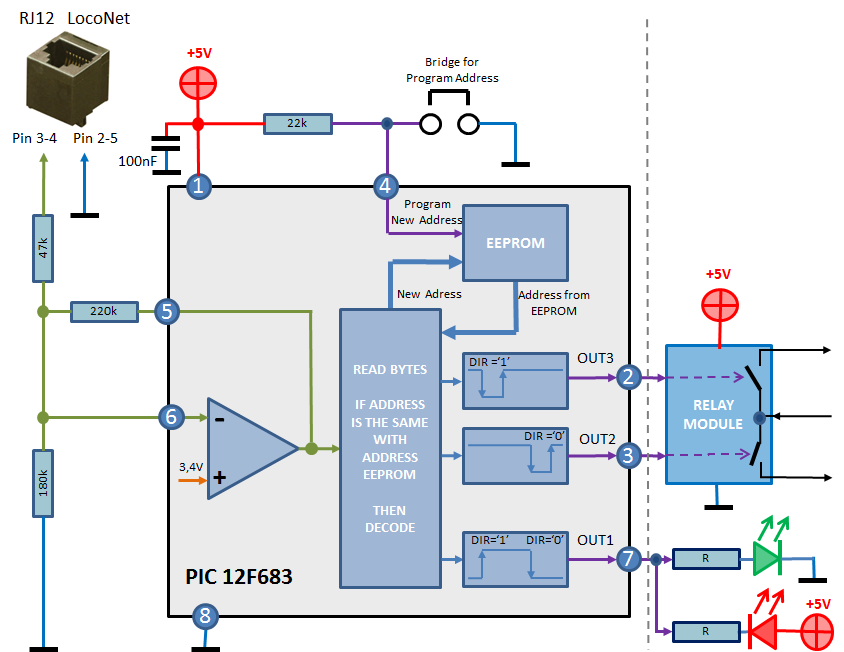 RJ12 LocoNet
Pin 3-4
Pin 2-5
+5V
100nF
22k
Bridge for
Program Address
47k
220k
180k
1
4
5
6
8
2
3
7
Program
New Address
EEPROM
New Adress
Address from
EEPROM
READ BYTES
IF ADDRESS
IS THE SAME
WITH
ADDRESS
EEPROM
THEN
DECODE
3,4V
-
+
DIR ='1'
OUT3
DIR ='0'
OUT2
DIR='1' DIR='0'
OUT1
PIC 12F683
+5V
RELAY
MODULE
R
R
+5V